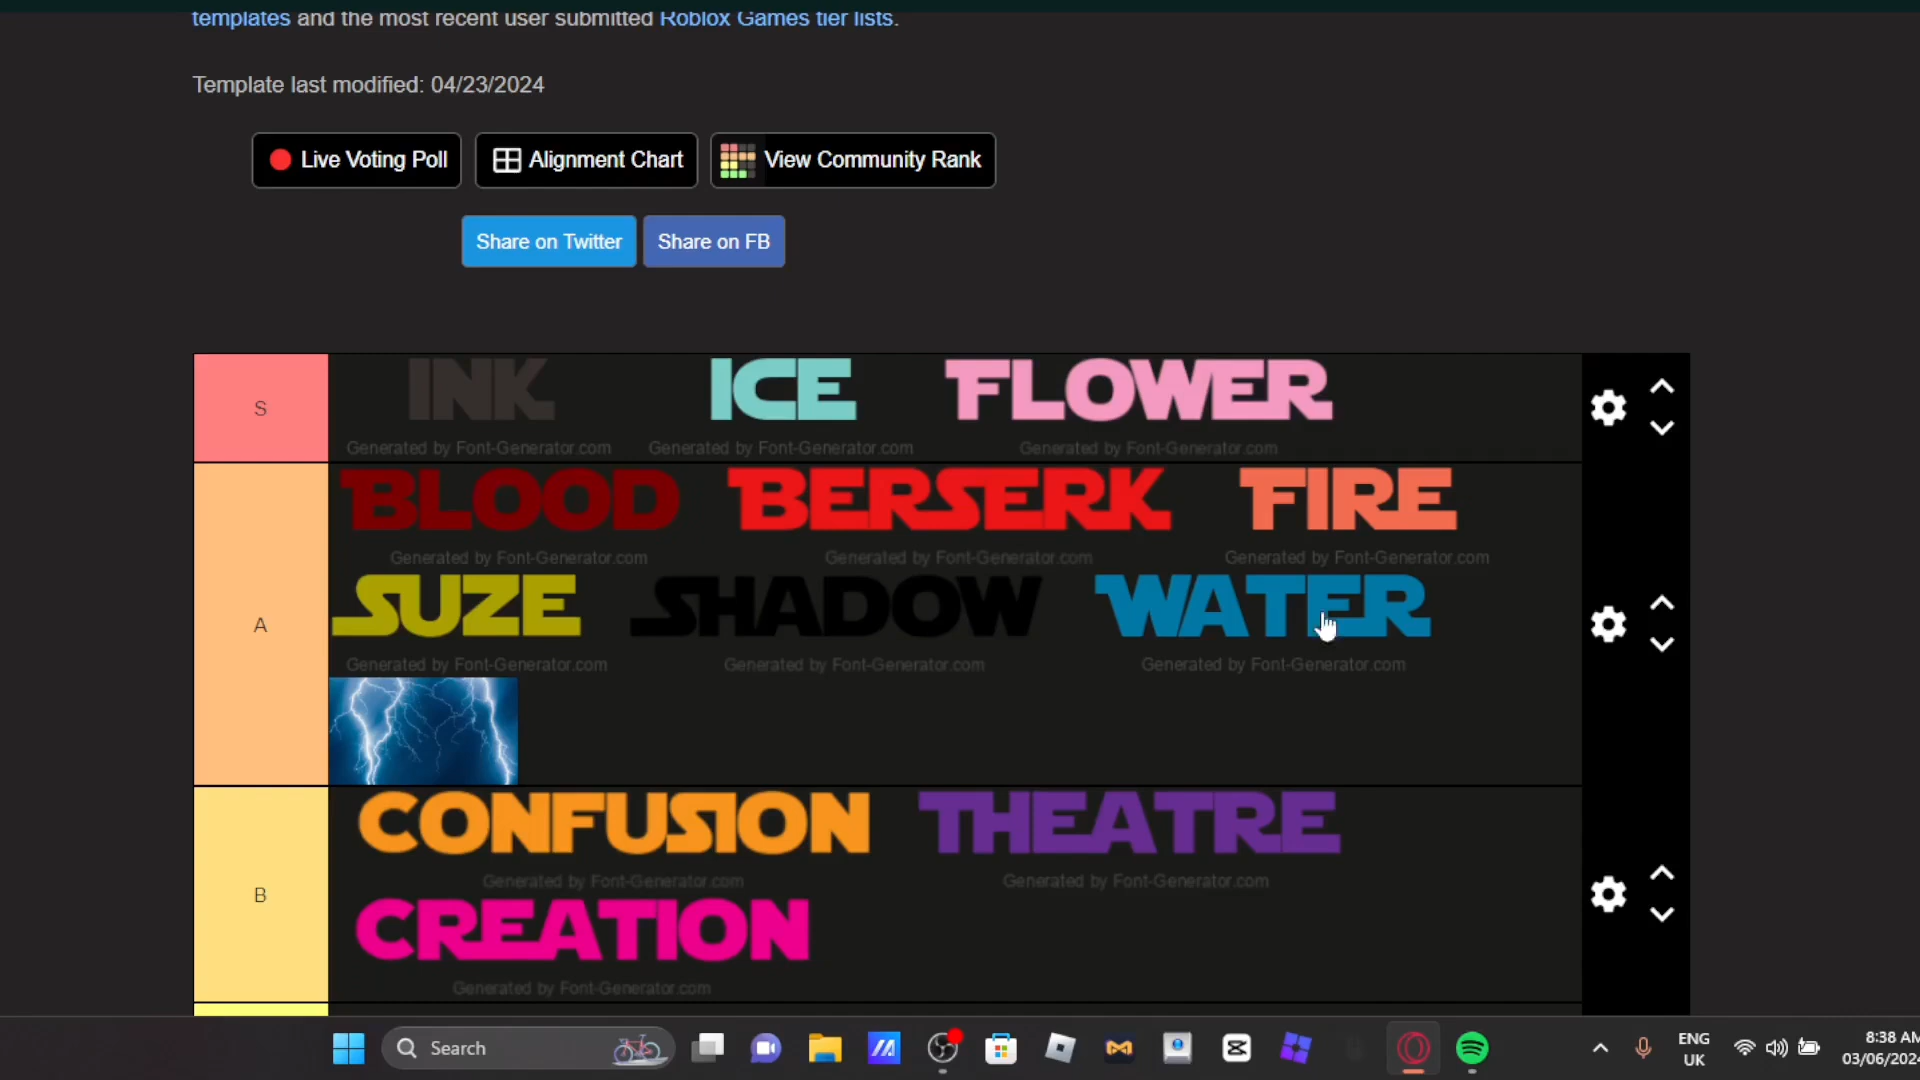 templates and the most recent user submitted Roblox Games tier lists.
Template last modified: 04/23/2024
Live Voting Poll
Alignment Chart
View Community Rank
Share on Twitter
Share on FB
S
INK
ICE
FLOWER
Generated by Font-Generator.com
Generated by Font-Generator.com
Generated by Font-Generator.com
A
BLOOD
BERSERK
FIRE
Generated by Font-Generator.com
Generated by Font-Generator.com
Generated by Font-Generator.com
SUZE
SHADOW
WATER
Generated by Font-Generator.com
Generated by Font-Generator.com
Generated by Font-Generator.com
B
CONFUSION
THEATRE
Generated by Font-Generator.com
Generated by Font-Generator.com
CREATION
Generated by Font-Generator.com
Search
ENG
UK
8:38 AM
03/06/2024